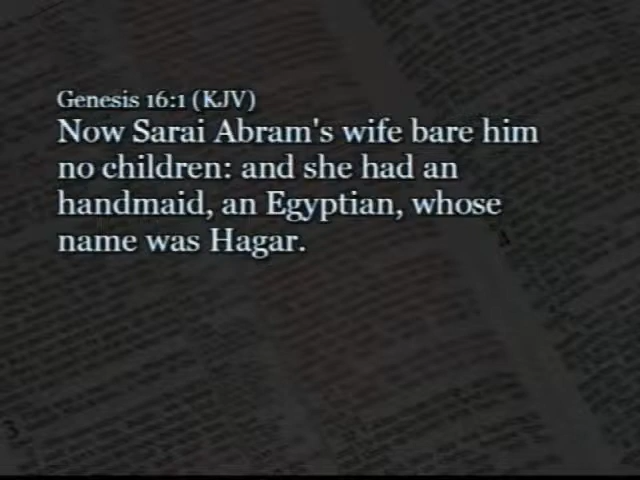 Genesis 16:1 (KJV)
Now Sarai Abram's wife bare him
no children: and she had an
handmaid, an Egyptian, whose
name was Hagar.